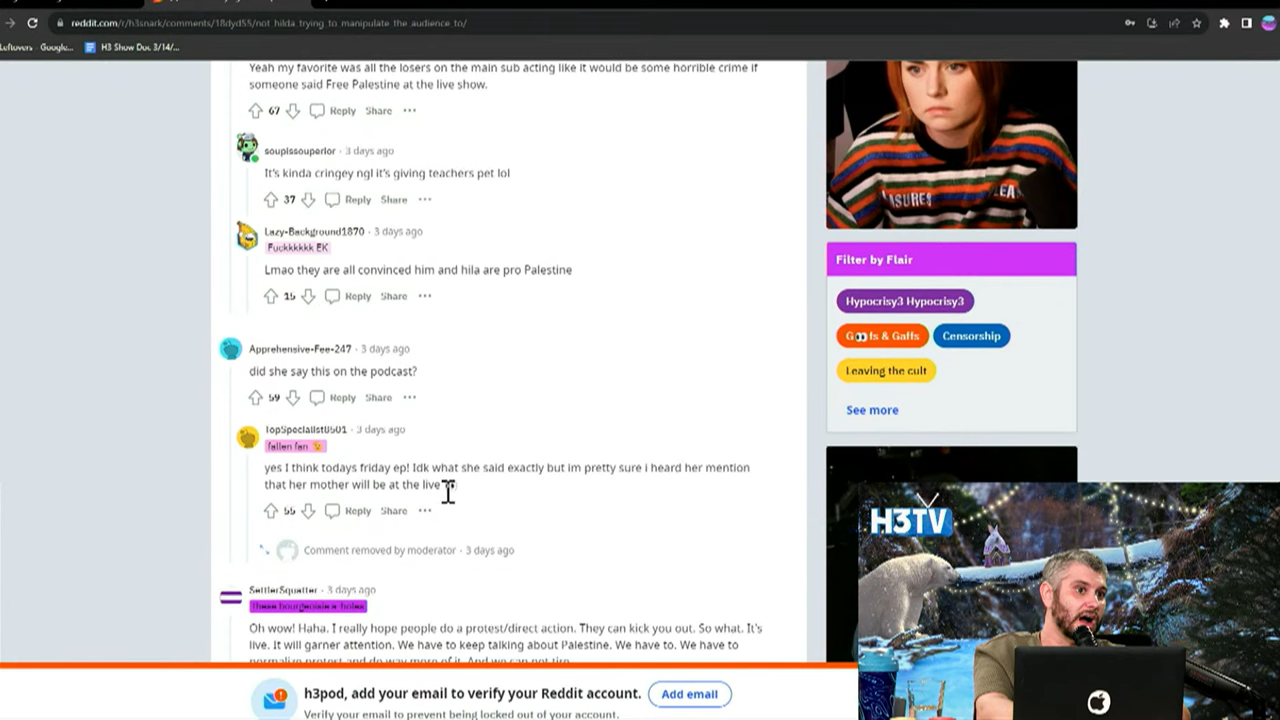 reddit.com/r/h3snark/comments/18dyd55/not_hilda_trying_to_manipulate_the_audience_to/
Leftovers - Google...
H3 Show Doc 3/14/...
Yeah my favorite was all the losers on the main sub acting like it would be some horrible crime if
someone said Free Palestine at the live show.
67 Reply Share ...
soupissouperior · 3 days ago
It's kinda cringey ngl it's giving teachers pet lol
37 Reply Share ...
Lazy-Background1870 · 3 days ago
Fuckkkkkk EK
Lmao they are all convinced him and hila are pro Palestine
15 Reply Share ...
Apprehensive-Fee-247 · 3 days ago
did she say this on the podcast?
59 Reply Share ...
TopSpecialist0501 · 3 days ago
fallen fan
yes I think todays friday ep! Idk what she said exactly but im pretty sure i heard her mention
that her mother will be at the live
55 Reply Share ...
Comment removed by moderator · 3 days ago
SettlerSquatter · 3 days ago
these bourgeoisie a-holes
Oh wow! Haha. I really hope people do a protest/direct action. They can kick you out. So what. It's
live. It will garner attention. We have to keep talking about Palestine. We have to. We have to
normalize protest and do way more of it. And we can not tire
h3pod, add your email to verify your Reddit account.
Add email
Verify your email to prevent being locked out of your account.
Filter by Flair
Hypocrisy3 Hypocrisy3
G👀fs & Gaffs
Censorship
Leaving the cult
See more
H3TV